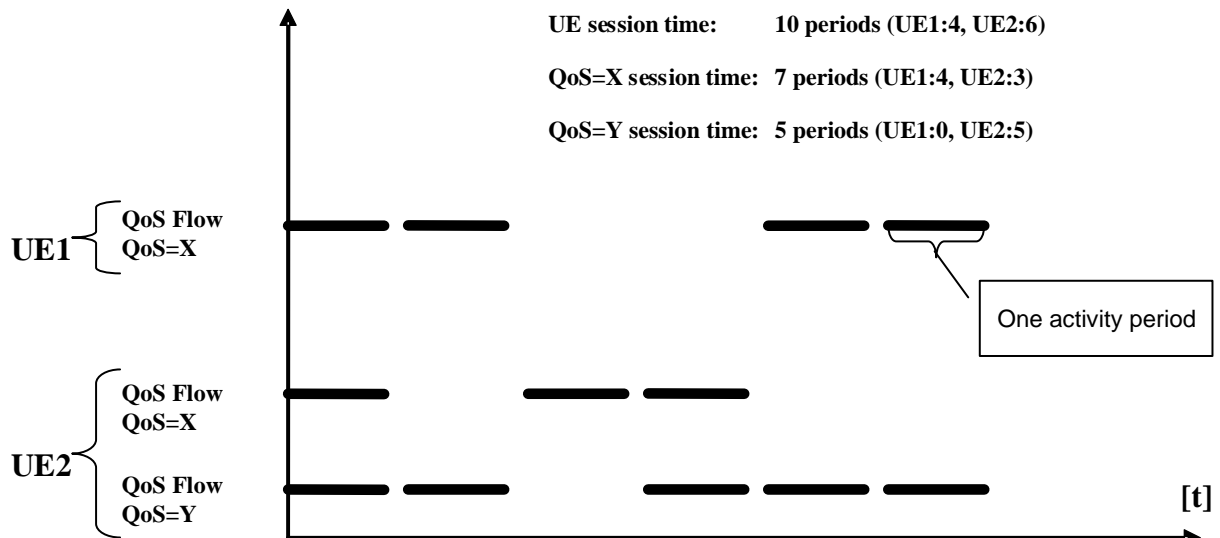 UE session time: 10 periods (UE1:4, UE2:6)
QoS=X session time: 7 periods (UE1:4, UE2:3)
QoS=Y session time: 5 periods (UE1:0, UE2:5)
UE1
QoS Flow
QoS=X
One activity period
UE2
QoS Flow
QoS=X
QoS Flow
QoS=Y
[t]